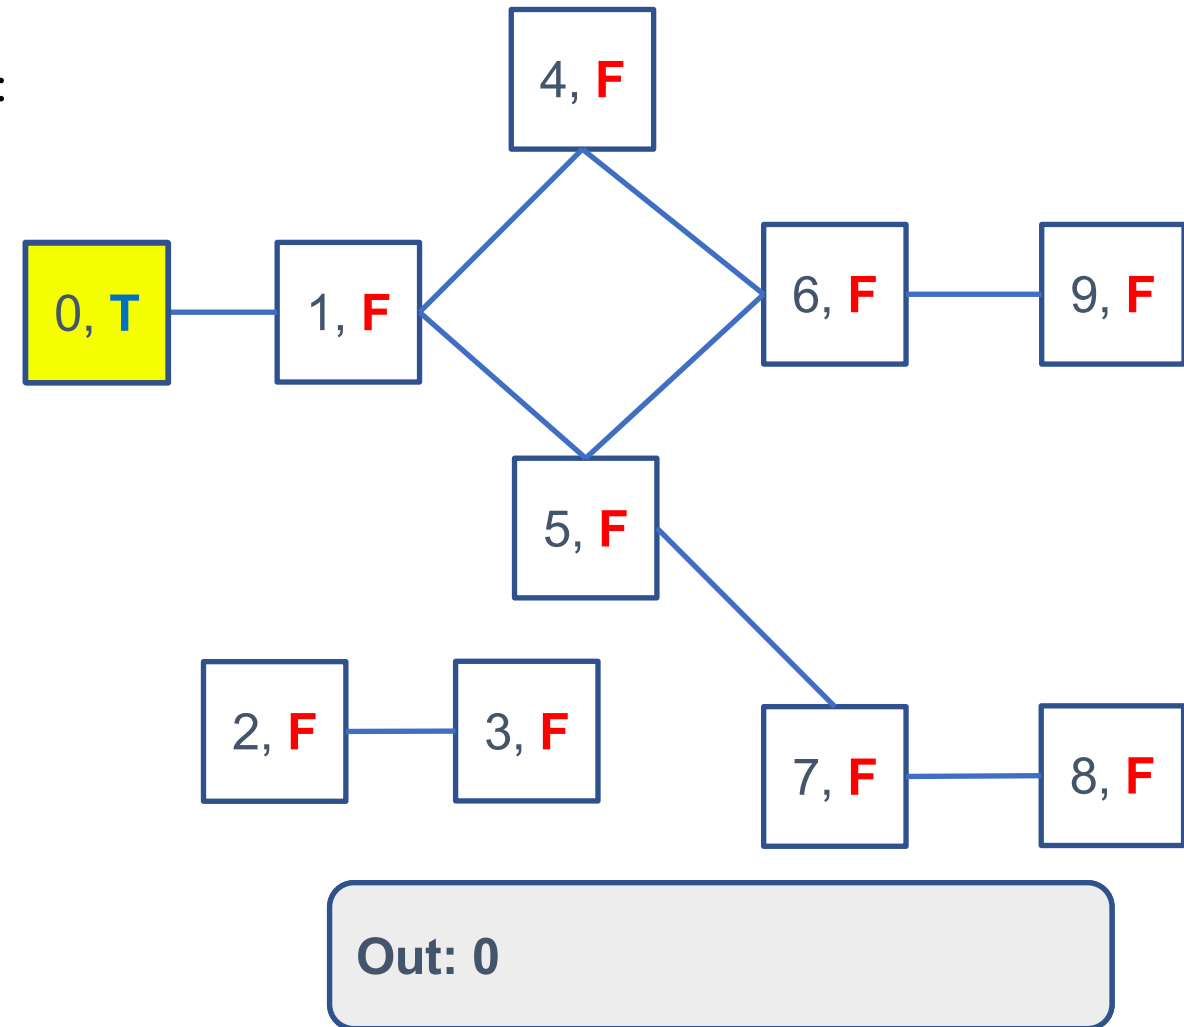 :
4, F
0, T
1, F
6, F
9, F
5, F
2, F
3, F
7, F
8, F
Out: 0